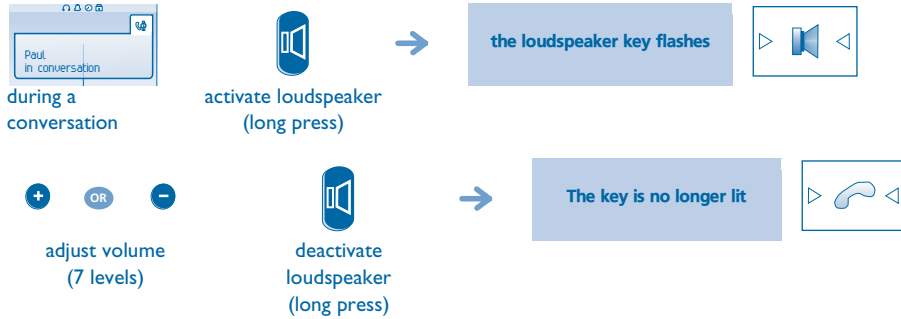 Paul
in conversation
during a
conversation
activate loudspeaker
(long press)
the loudspeaker key flashes
+
OR
-
adjust volume
(7 levels)
deactivate
loudspeaker
(long press)
The key is no longer lit